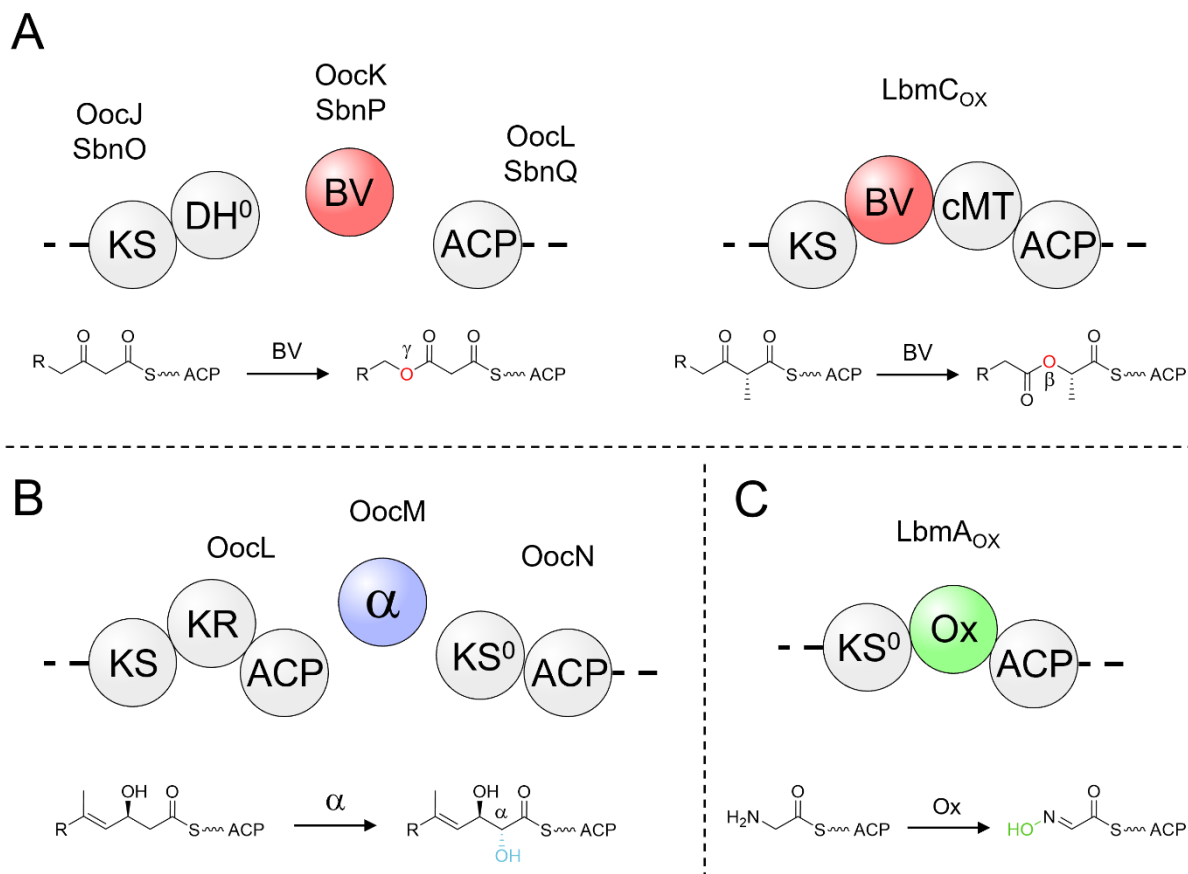 A
OocJ
SbnO
OocK
SbnP
OocL
SbnQ
KS
DH⁰
BV
ACP
LbmC_OX
KS
BV
cMT
ACP
R
O
O
S
ACP
BV
R
γ
O
O
O
S
ACP
R
O
O
S
ACP
BV
R
O
O
β
O
S
ACP
B
OocL
OocM
OocN
KS
KR
ACP
α
KS⁰
ACP
R
OH
O
S
ACP
α
R
OH
α
O
S
ACP
OH
C
LbmA_OX
KS⁰
Ox
ACP
H₂N
O
S
ACP
Ox
HO
N
O
S
ACP